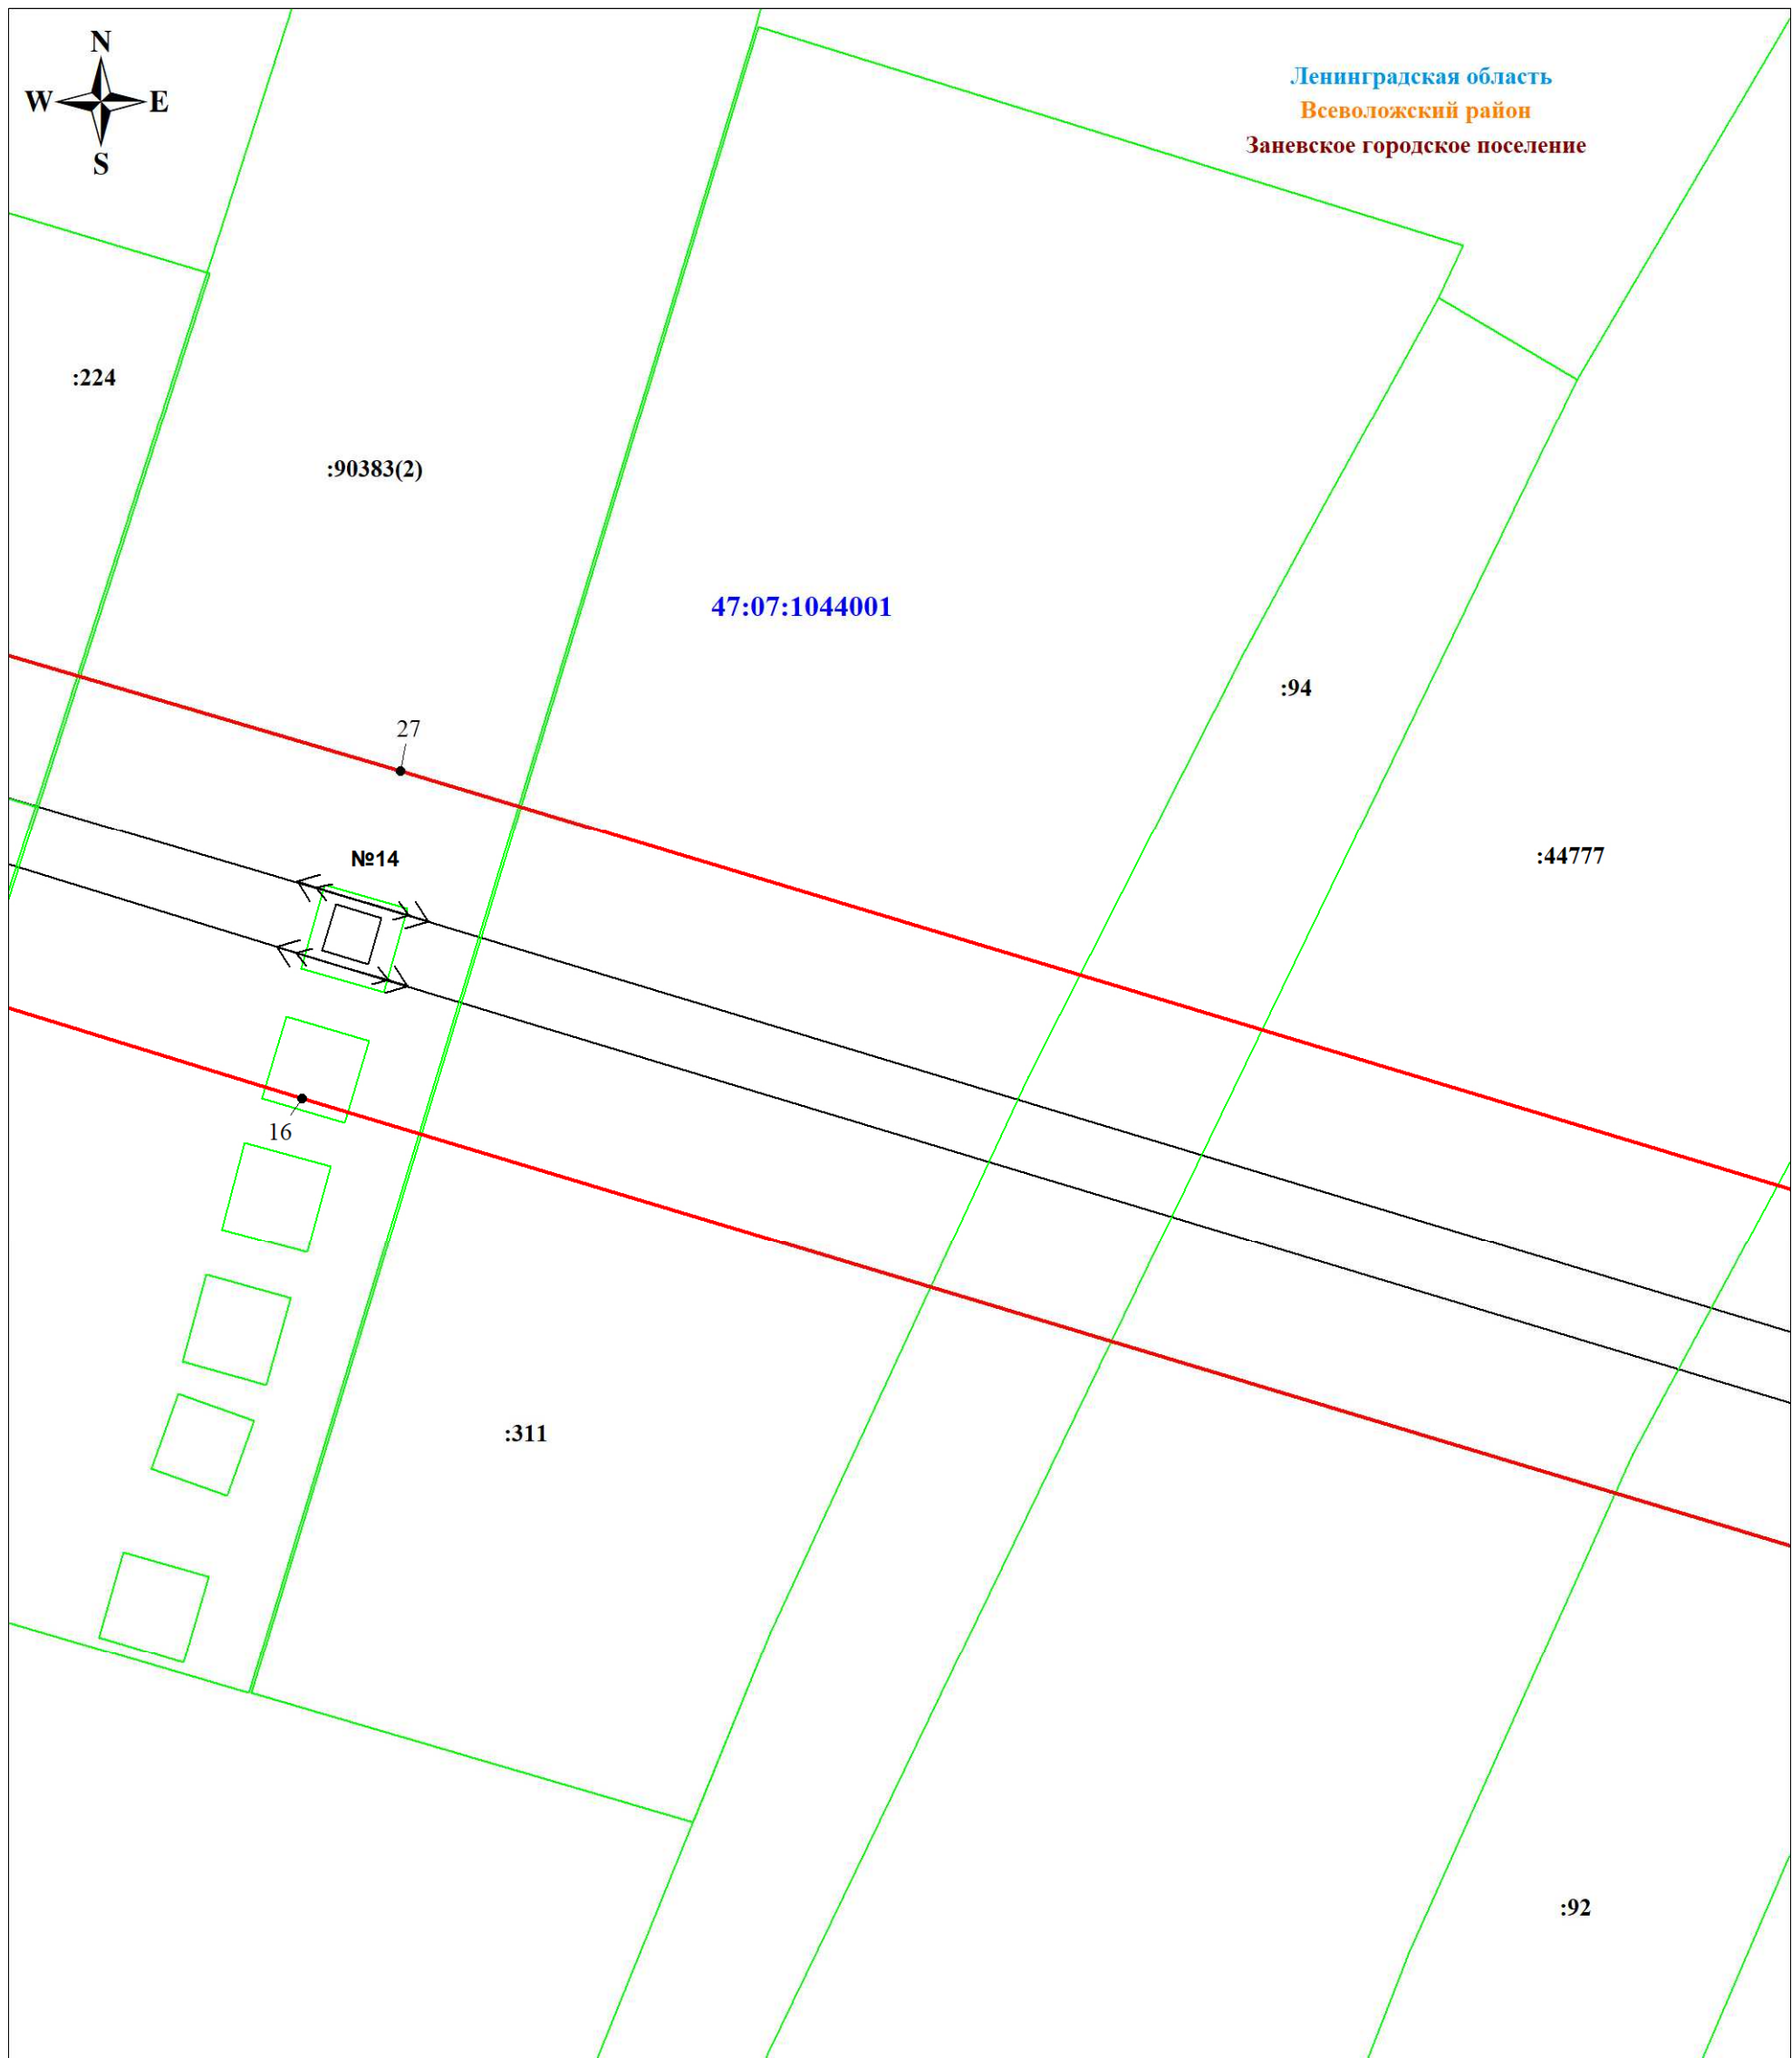 N
W E
S
Ленинградская область
Всеволожский район
Заневское городское поселение
:224
:90383(2)
47:07:1044001
:94
27
:44777
№14
16
:311
:92